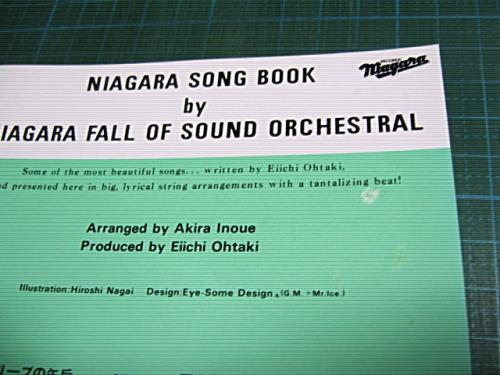 NIAGARA SONG BOOK
Niagara
by
NIAGARA FALL OF SOUND ORCHESTRAL
Some of the most beautiful songs... written by Eiichi Ohtaki,
nd presented here in big, lyrical string arrangements with a tantalizing beat!
Arranged by Akira Inoue
Produced by Eiichi Ohtaki
Illustration:Hiroshi Nagai Design:Eye-Some Design。(G.M.+Mr.Ice.)